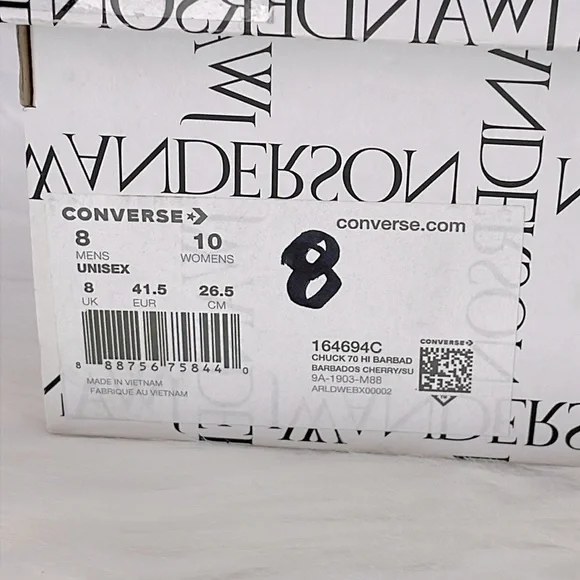 WANDERSON
CONVERSE
converse.com
8 10
MENS WOMENS
UNISEX
8 41.5 26.5
UK EUR CM
8
8 88756 75844 0
MADE IN VIETNAM
FABRIQUE AU VIETNAM
164694C
CHUCK 70 HI BARBAD
BARBADOS CHERRY/SU
9A-1903-M88
ARLDWEBX00002
CONVERSE
TM